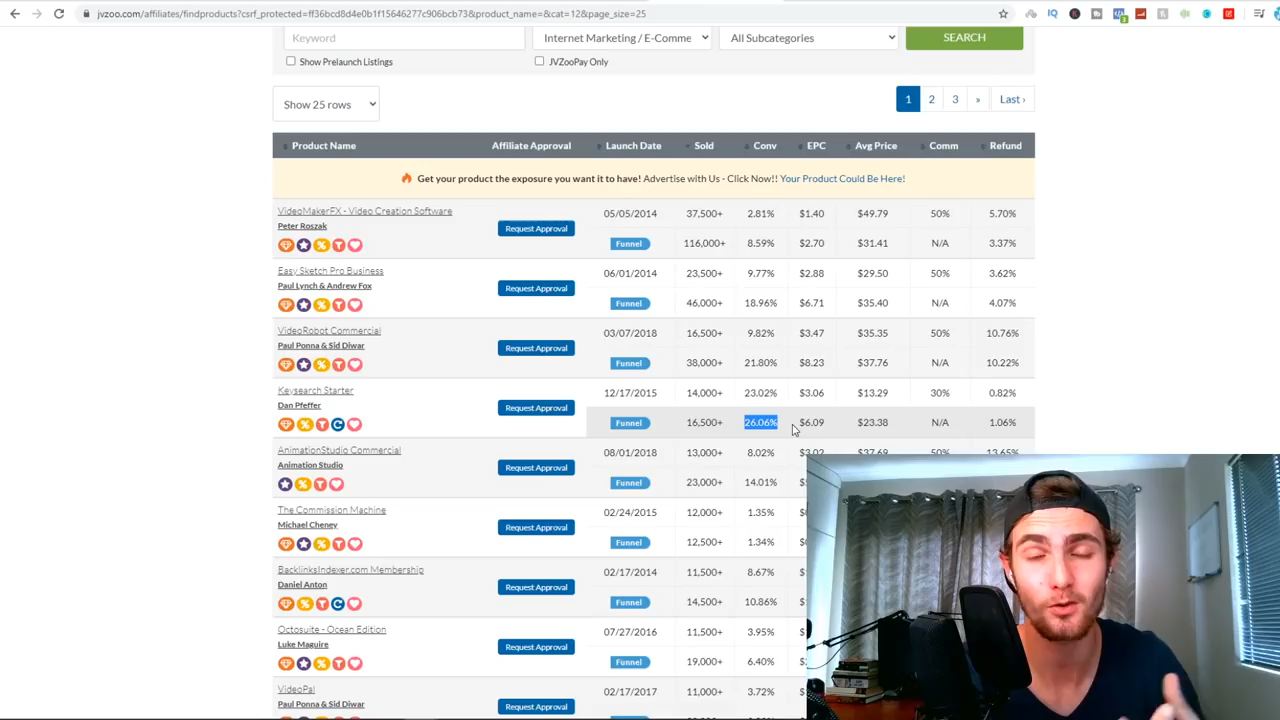 jvzoo.com/affiliates/findproducts?csrf_protected=ff36bcd8d4e0b1f15646277c906bcb73&product_name=&cat=12&page_size=25
Keyword Internet Marketing / E-Comme All Subcategories SEARCH
Show Prelaunch Listings JVZooPay Only
Show 25 rows 1 2 3 » Last ›
Product Name Affiliate Approval Launch Date Sold Conv EPC Avg Price Comm Refund
Get your product the exposure you want it to have! Advertise with Us - Click Now!! Your Product Could Be Here!
VideoMakerFX - Video Creation Software 05/05/2014 37,500+ 2.81% $1.40 $49.79 50% 5.70%
Peter Roszak Request Approval
Funnel 116,000+ 8.59% $2.70 $31.41 N/A 3.37%
Easy Sketch Pro Business 06/01/2014 23,500+ 9.77% $2.88 $29.50 50% 3.62%
Paul Lynch & Andrew Fox Request Approval
Funnel 46,000+ 18.96% $6.71 $35.40 N/A 4.07%
VideoRobot Commercial 03/07/2018 16,500+ 9.82% $3.47 $35.35 50% 10.76%
Paul Ponna & Sid Diwar Request Approval
Funnel 38,000+ 21.80% $8.23 $37.76 N/A 10.22%
Keysearch Starter 12/17/2015 14,000+ 23.02% $3.06 $13.29 30% 0.82%
Dan Pfeffer Request Approval
Funnel 16,500+ 26.06% $6.09 $23.38 N/A 1.06%
AnimationStudio Commercial 08/01/2018 13,000+ 8.02% $3.02 $37.69 50% 13.65%
Animation Studio Request Approval
Funnel 23,000+ 14.01%
The Commission Machine 02/24/2015 12,000+ 1.35%
Michael Cheney Request Approval
Funnel 12,500+ 1.34%
BacklinksIndexer.com Membership 02/17/2014 11,500+ 8.67%
Daniel Anton Request Approval
Funnel 14,500+ 10.86%
Octosuite - Ocean Edition 07/27/2016 11,500+ 3.95%
Luke Maguire Request Approval
Funnel 19,000+ 6.40%
VideoPal 02/17/2017 11,000+ 3.72%
Paul Ponna & Sid Diwar Request Approval